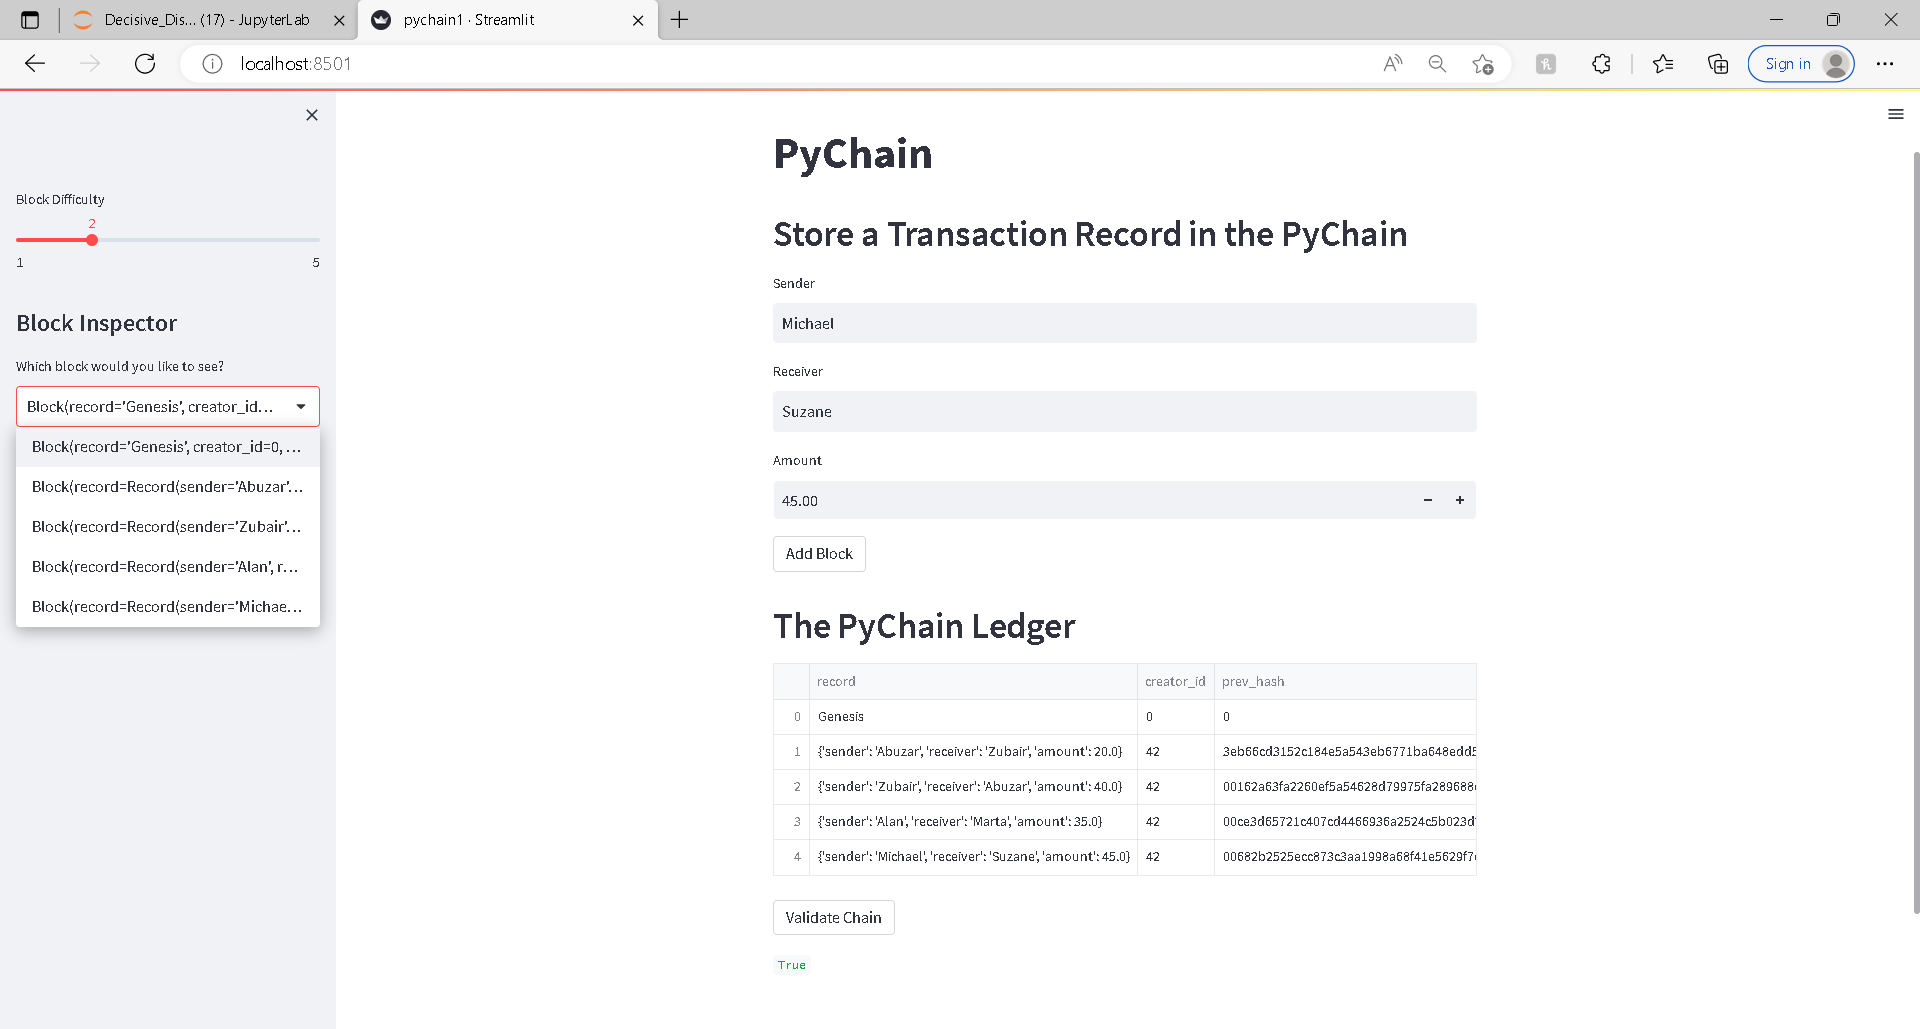 Decisive_Dis... (17) - JupyterLab
pychain1 · Streamlit
localhost:8501
Sign in
Block Difficulty
2
1 5
Block Inspector
Which block would you like to see?
Block(record='Genesis', creator_id...
Block(record='Genesis', creator_id=0, ...
Block(record=Record(sender='Abuzar'...
Block(record=Record(sender='Zubair'...
Block(record=Record(sender='Alan', r...
Block(record=Record(sender='Michae...
PyChain
Store a Transaction Record in the PyChain
Sender
Michael
Receiver
Suzane
Amount
45.00 - +
Add Block
The PyChain Ledger
record creator_id prev_hash
0 Genesis 0 0
1 {'sender': 'Abuzar', 'receiver': 'Zubair', 'amount': 20.0} 42 3eb66cd3152c184e5a543eb6771ba648edd5
2 {'sender': 'Zubair', 'receiver': 'Abuzar', 'amount': 40.0} 42 00162a63fa2260ef5a54628d79975fa289688
3 {'sender': 'Alan', 'receiver': 'Marta', 'amount': 35.0} 42 00ce3d65721c407cd4466936a2524c5b023d
4 {'sender': 'Michael', 'receiver': 'Suzane', 'amount': 45.0} 42 00682b2525ecc873c3aa1998a68f41e5629f7
Validate Chain
True